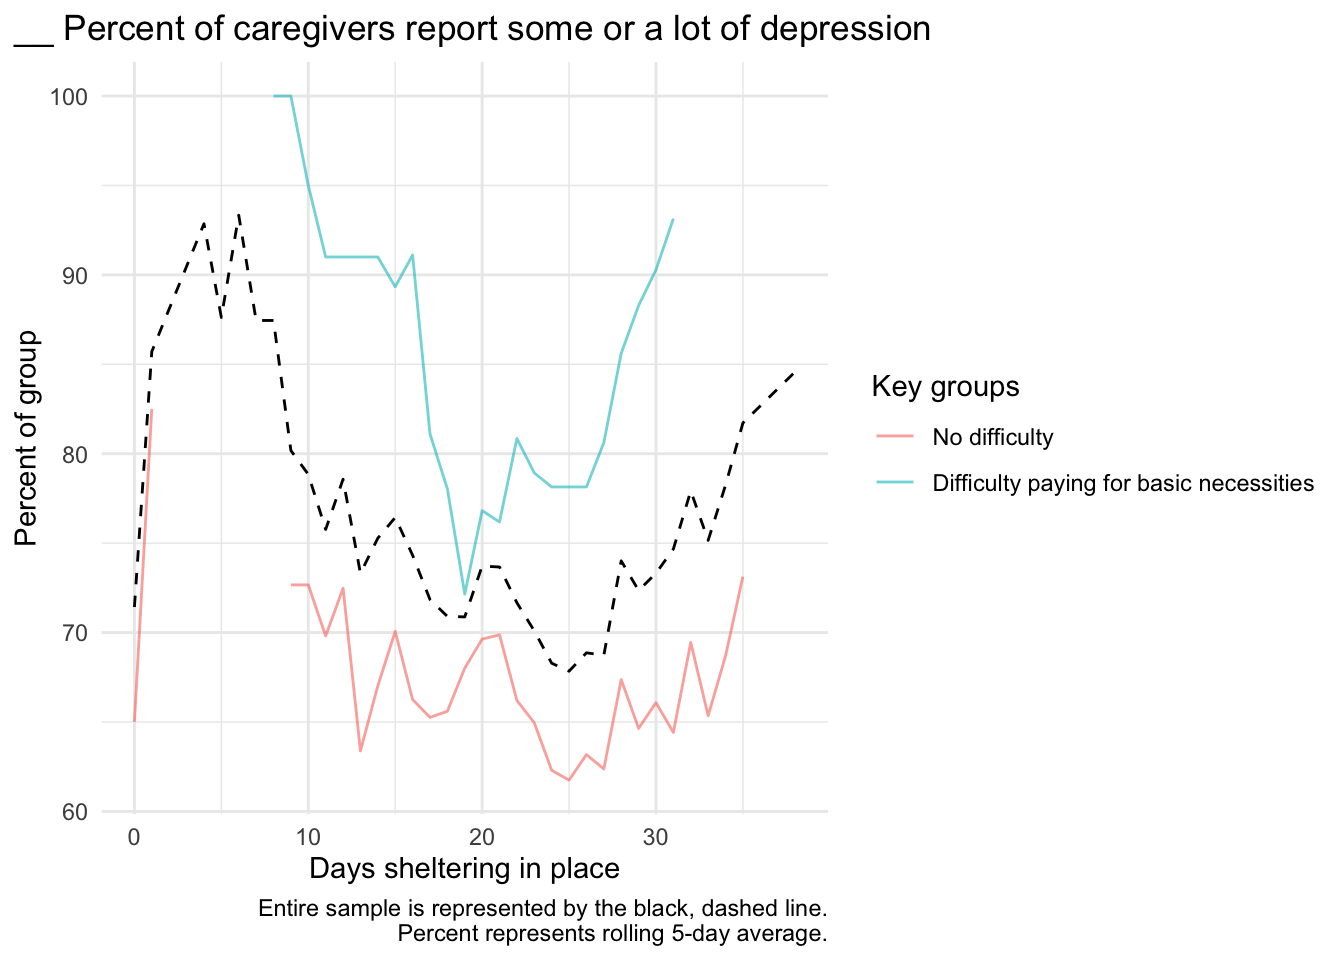 __ Percent of caregivers report some or a lot of depression
100
90
80
70
60
Percent of group
0 10 20 30
Days sheltering in place
Key groups
No difficulty
Difficulty paying for basic necessities
Entire sample is represented by the black, dashed line.
Percent represents rolling 5-day average.